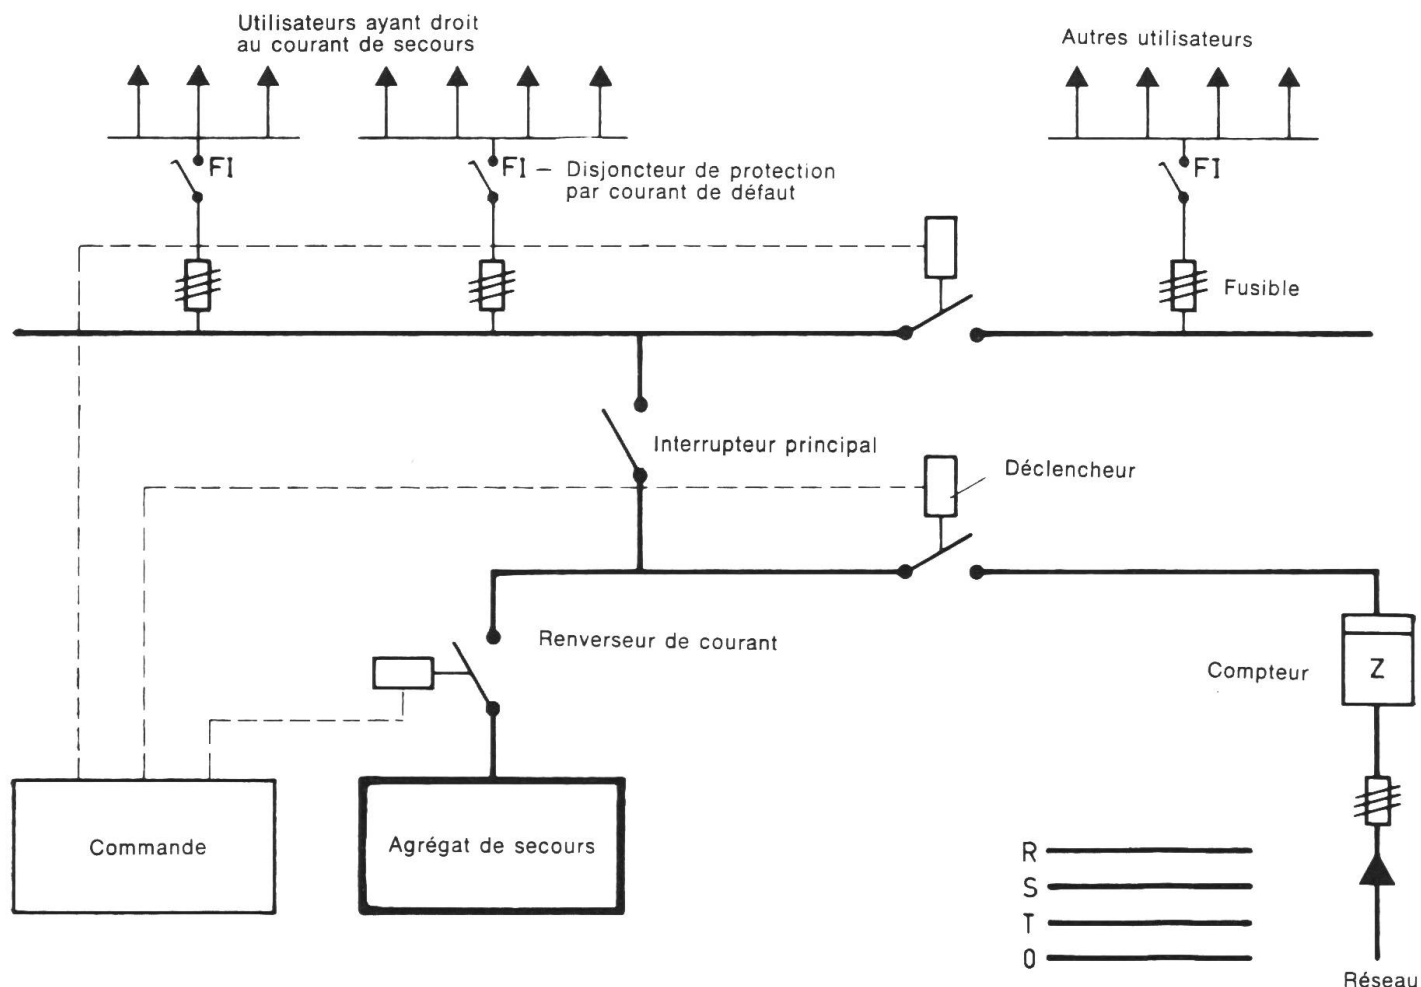 Utilisateurs ayant droit
au courant de secours
Autres utilisateurs
FI
FI – Disjoncteur de protection
par courant de défaut
FI
Fusible
Interrupteur principal
Déclencheur
Renverseur de courant
Compteur
Z
Commande
Agrégat de secours
R
S
T
0
Réseau